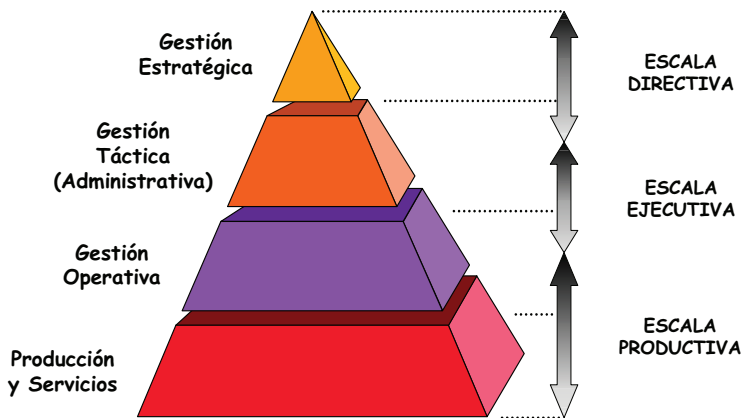 Gestión
Estratégica
ESCALA
DIRECTIVA
Gestión
Táctica
(Administrativa)
ESCALA
EJECUTIVA
Gestión
Operativa
ESCALA
PRODUCTIVA
Producción
y Servicios